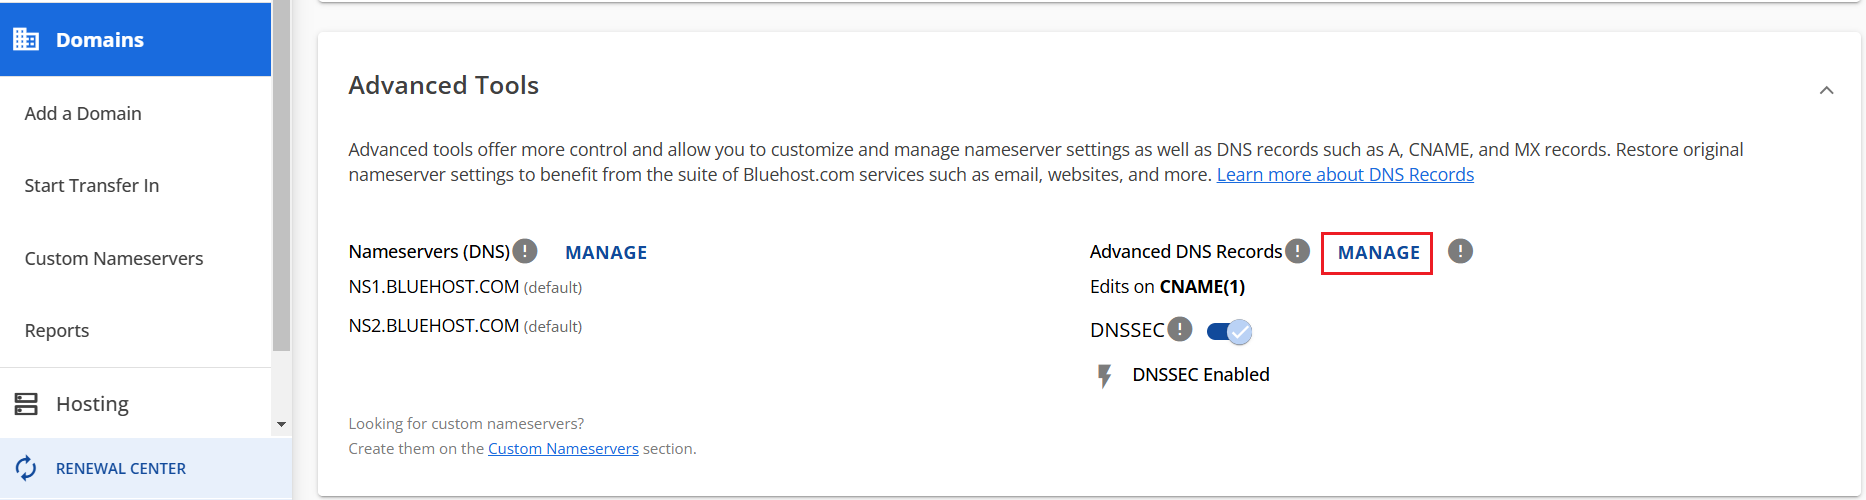 Domains
Add a Domain
Start Transfer In
Custom Nameservers
Reports
Hosting
RENEWAL CENTER
Advanced Tools
Advanced tools offer more control and allow you to customize and manage nameserver settings as well as DNS records such as A, CNAME, and MX records. Restore original
nameserver settings to benefit from the suite of Bluehost.com services such as email, websites, and more. Learn more about DNS Records
Nameservers (DNS) ! MANAGE
NS1.BLUEHOST.COM (default)
NS2.BLUEHOST.COM (default)
Looking for custom nameservers?
Create them on the Custom Nameservers section.
Advanced DNS Records ! MANAGE !
Edits on CNAME(1)
DNSSEC !
DNSSEC Enabled